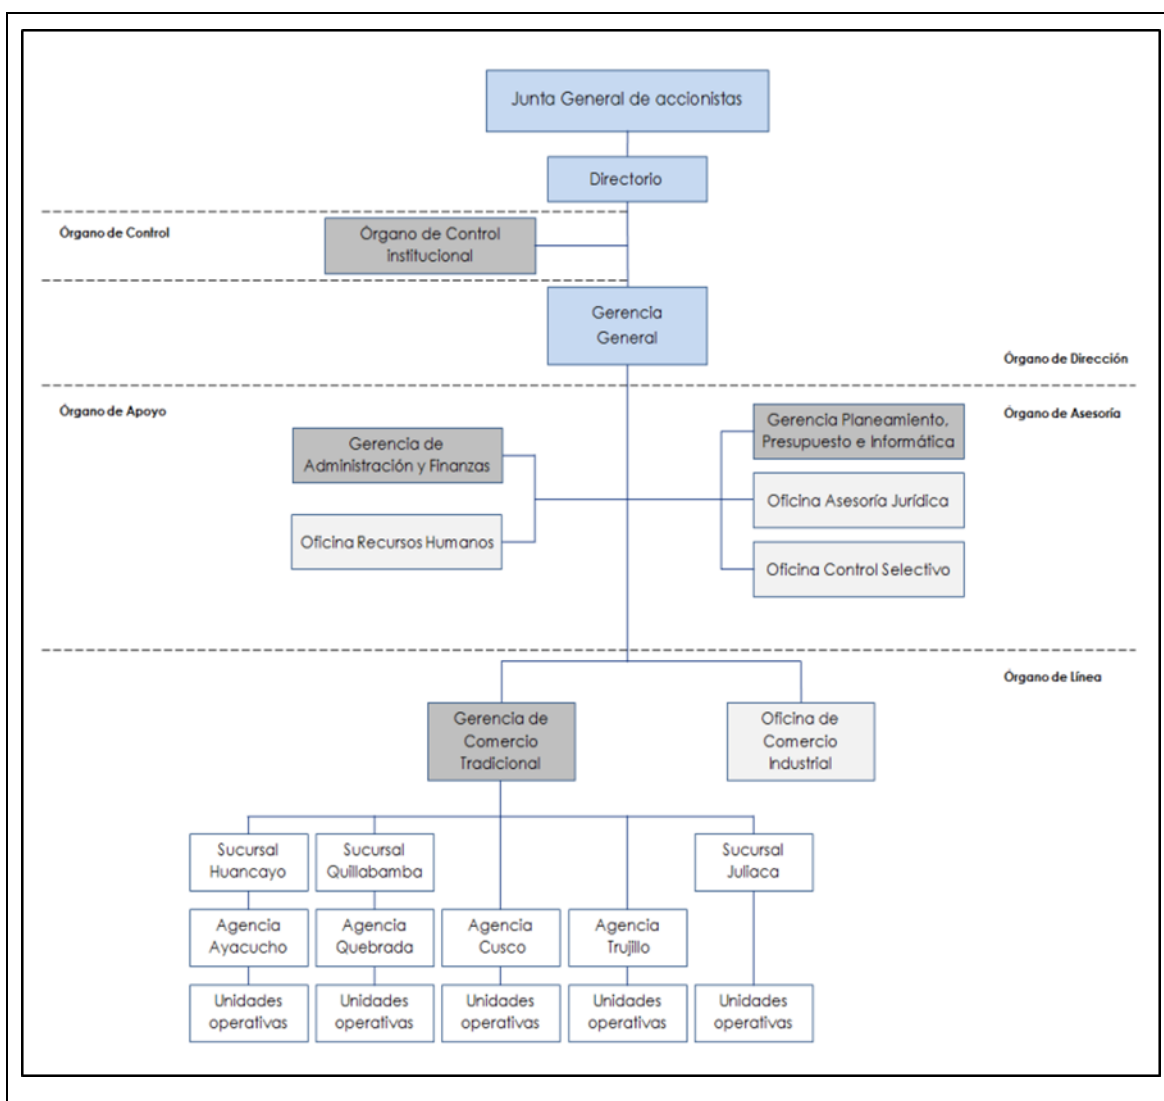 Junta General de accionistas
Directorio
Órgano de Control
Órgano de Control
institucional
Gerencia
General
Órgano de Dirección
Órgano de Apoyo
Órgano de Asesoría
Gerencia de
Administración y Finanzas
Oficina Recursos Humanos
Gerencia Planeamiento,
Presupuesto e Informática
Oficina Asesoría Jurídica
Oficina Control Selectivo
Órgano de Línea
Gerencia de
Comercio
Tradicional
Oficina de
Comercio
Industrial
Sucursal
Huancayo
Sucursal
Quillabamba
Sucursal
Juliaca
Agencia
Ayacucho
Agencia
Quebrada
Agencia
Cusco
Agencia
Trujillo
Unidades
operativas
Unidades
operativas
Unidades
operativas
Unidades
operativas
Unidades
operativas